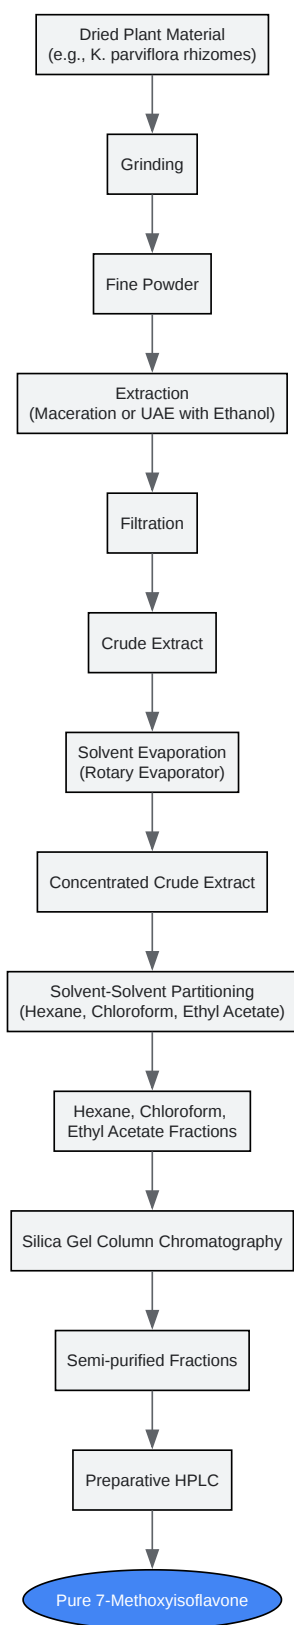 Dried Plant Material
(e.g., K. parviflora rhizomes)
Grinding
Fine Powder
Extraction
(Maceration or UAE with Ethanol)
Filtration
Crude Extract
Solvent Evaporation
(Rotary Evaporator)
Concentrated Crude Extract
Solvent-Solvent Partitioning
(Hexane, Chloroform, Ethyl Acetate)
Hexane, Chloroform,
Ethyl Acetate Fractions
Silica Gel Column Chromatography
Semi-purified Fractions
Preparative HPLC
Pure 7-Methoxyisoflavone